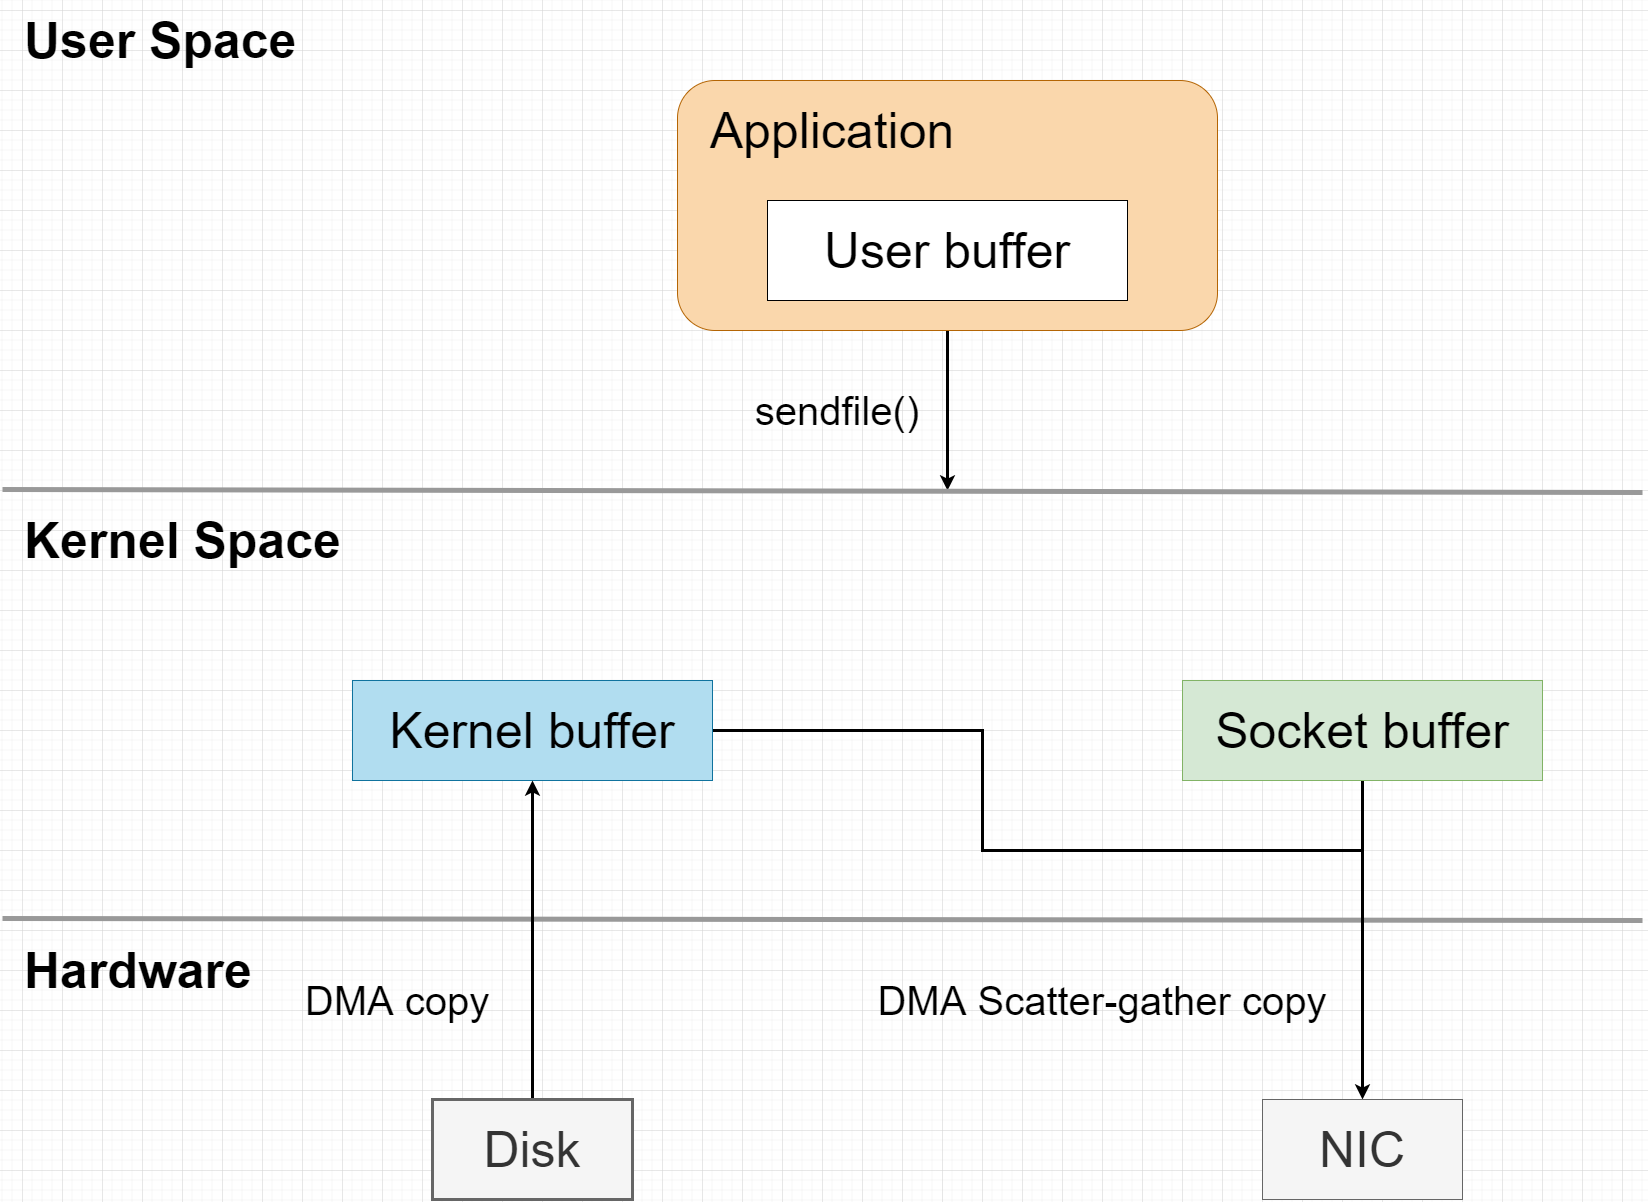 User Space
Application
User buffer
sendfile()
Kernel Space
Kernel buffer
Socket buffer
Hardware
DMA copy
DMA Scatter-gather copy
Disk
NIC